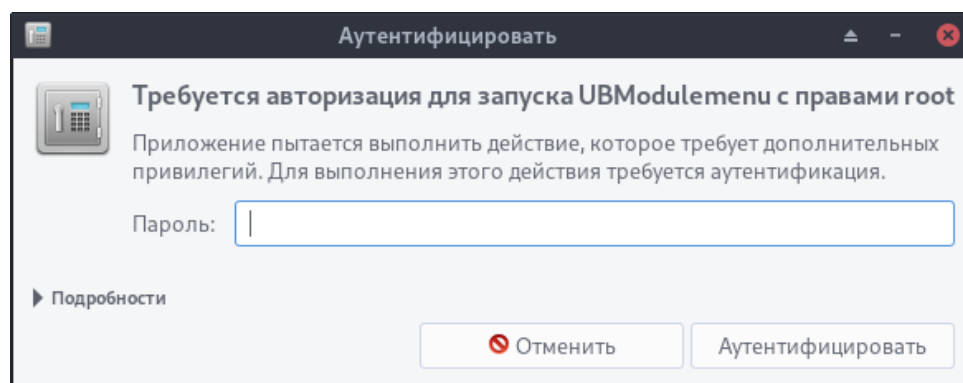 Аутентифицировать
Требуется авторизация для запуска UBModulemenu с правами root
Приложение пытается выполнить действие, которое требует дополнительных
привилегий. Для выполнения этого действия требуется аутентификация.
Пароль:
Подробности
Отменить
Аутентифицировать